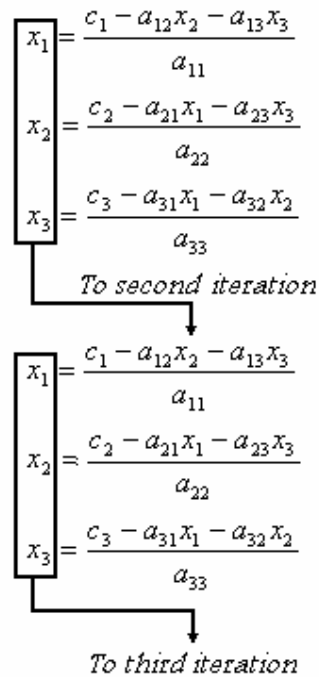 x₁ = (c₁ − a₁₂x₂ − a₁₃x₃) / a₁₁
x₂ = (c₂ − a₂₁x₁ − a₂₃x₃) / a₂₂
x₃ = (c₃ − a₃₁x₁ − a₃₂x₂) / a₃₃
To second iteration
x₁ = (c₁ − a₁₂x₂ − a₁₃x₃) / a₁₁
x₂ = (c₂ − a₂₁x₁ − a₂₃x₃) / a₂₂
x₃ = (c₃ − a₃₁x₁ − a₃₂x₂) / a₃₃
To third iteration